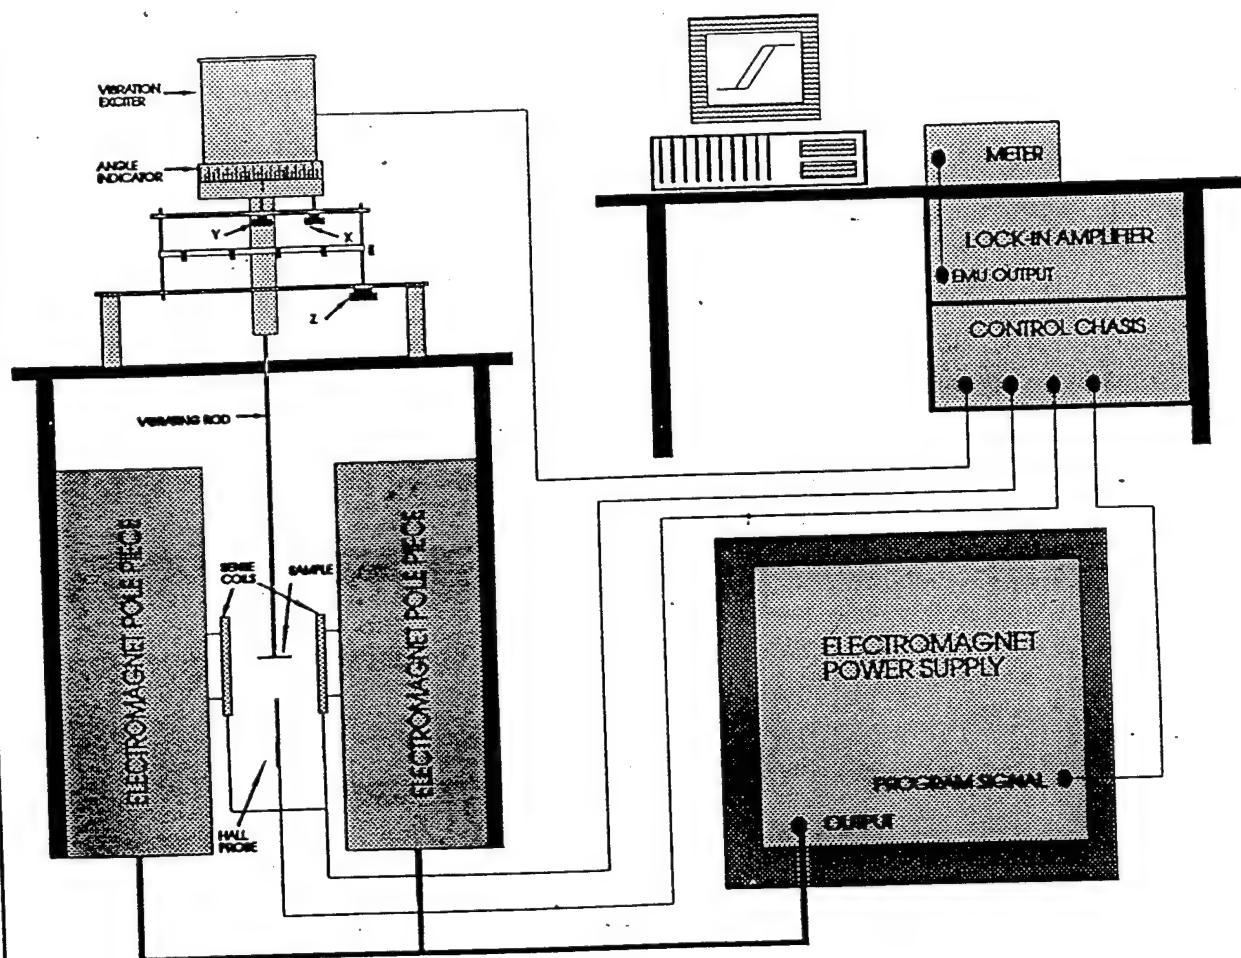 VIBRATION
EXCITER
ANGLE
INDICATOR
Y
X
Z
VIBRATING ROD
ELECTROMAGNET POLE PIECE
SENSE
COILS
SAMPLE
ELECTROMAGNET POLE PIECE
HALL
PROBE
METER
LOCK-IN AMPLIFIER
EMU OUTPUT
CONTROL CHASIS
ELECTROMAGNET
POWER SUPPLY
PROGRAM SIGNAL
OUTPUT